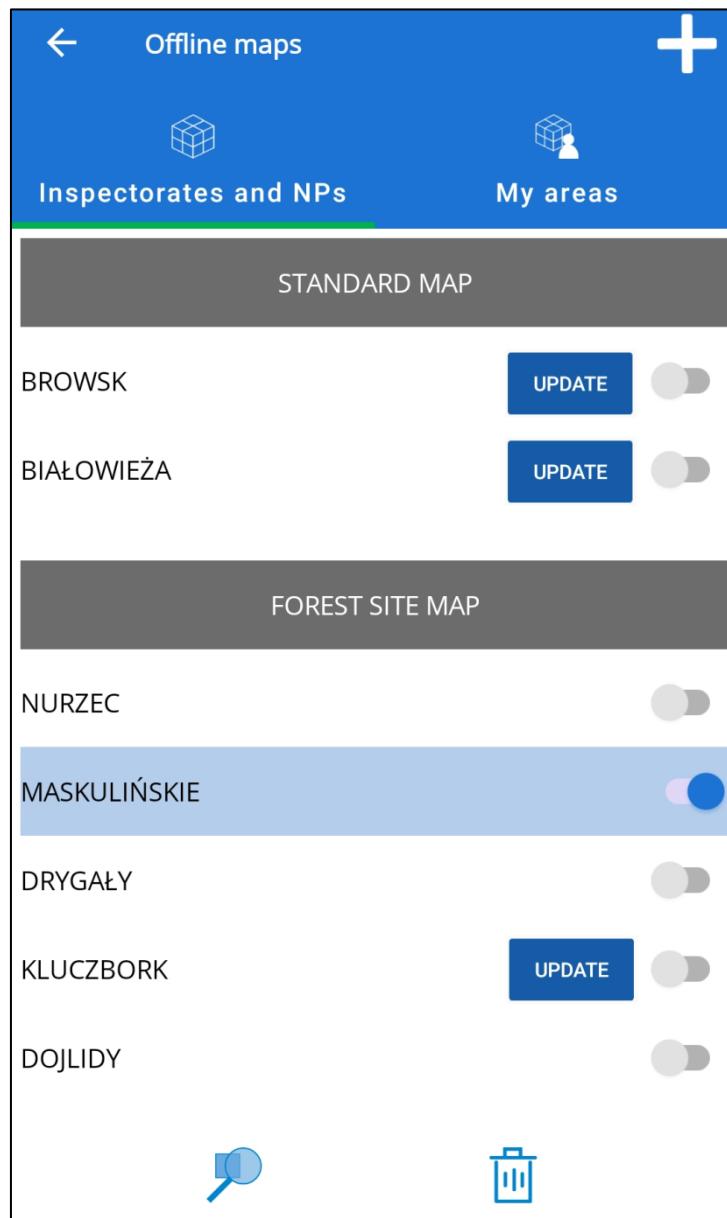 Offline maps
Inspectorates and NPs
My areas
STANDARD MAP
BROWSK UPDATE
BIAŁOWIEŻA UPDATE
FOREST SITE MAP
NURZEC
MASKULIŃSKIE
DRYGAŁY
KLUCZBORK UPDATE
DOJLIDY